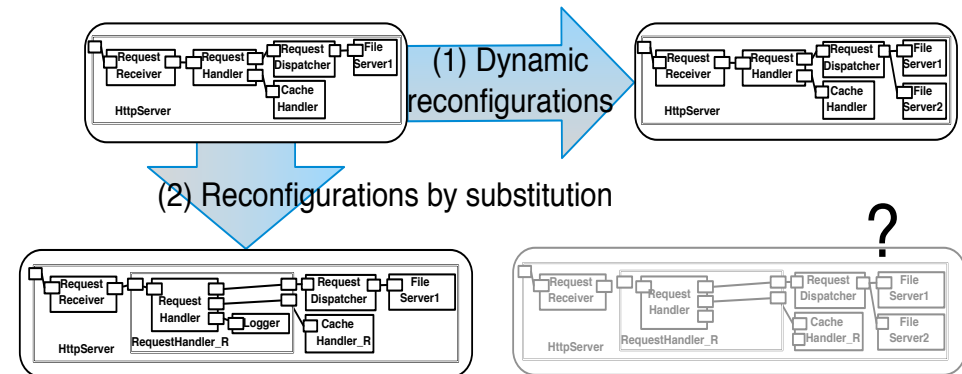 Request Receiver
Request Handler
Request Dispatcher
File Server1
Cache Handler
HttpServer
(1) Dynamic
reconfigurations
Request Receiver
Request Handler
Request Dispatcher
File Server1
Cache Handler
File Server2
HttpServer
(2) Reconfigurations by substitution
?
Request Receiver
Request Handler
Logger
RequestHandler_R
Request Dispatcher
File Server1
Cache Handler_R
HttpServer
Request Receiver
Request Handler
RequestHandler_R
Request Dispatcher
File Server1
Cache Handler_R
File Server2
HttpServer